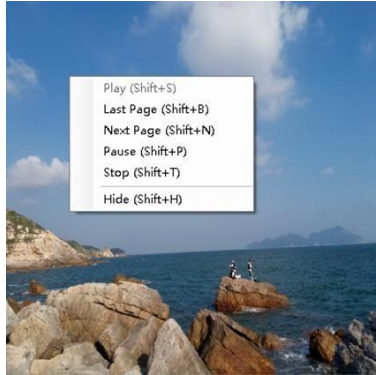 Play (Shift+S)
Last Page (Shift+B)
Next Page (Shift+N)
Pause (Shift+P)
Stop (Shift+T)
Hide (Shift+H)